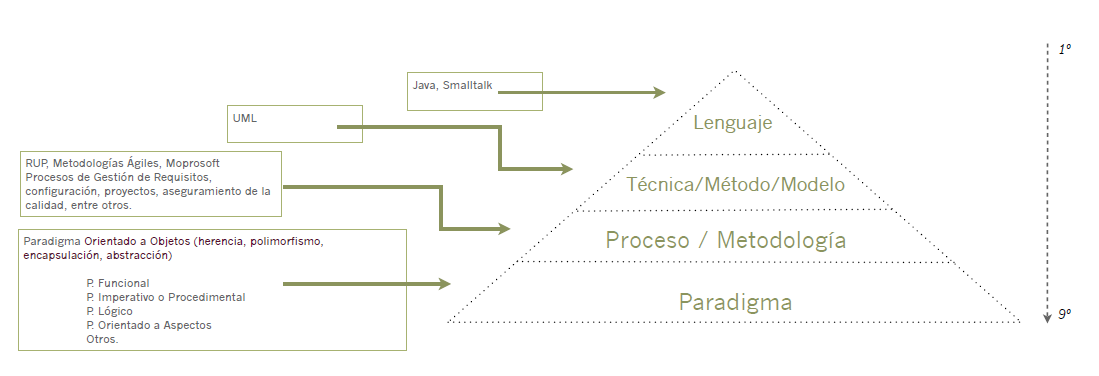 1º
Java, Smalltalk
UML
Lenguaje
RUP, Metodologías Ágiles, Moprosoft
Procesos de Gestión de Requisitos,
configuración, proyectos, aseguramiento de la
calidad, entre otros.
Técnica/Método/Modelo
Paradigma Orientado a Objetos (herencia, polimorfismo,
encapsulación, abstracción)
P. Funcional
P. Imperativo o Procedimental
P. Lógico
P. Orientado a Aspectos
Otros.
Proceso / Metodología
Paradigma
9º